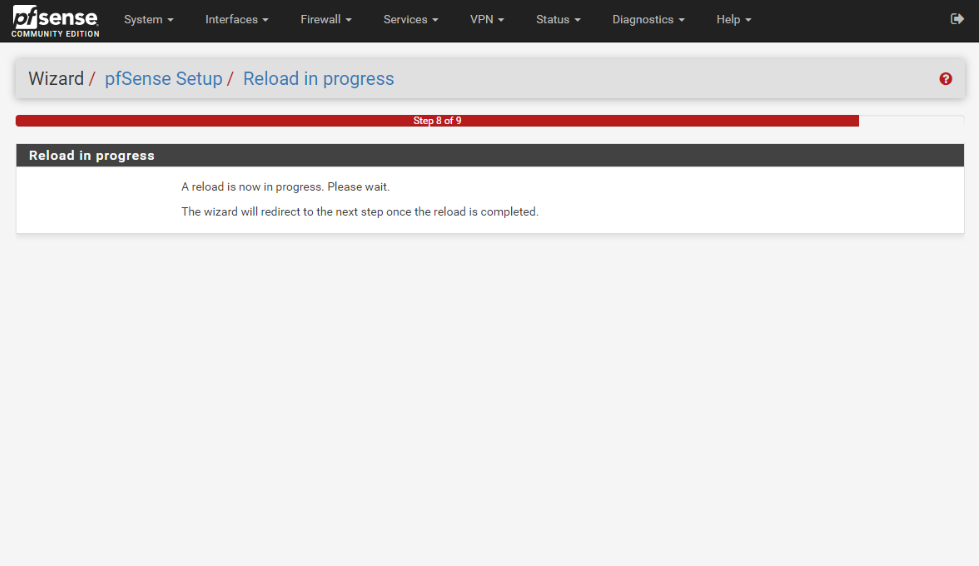 pfsense
COMMUNITY EDITION
System Interfaces Firewall Services VPN Status Diagnostics Help
Wizard / pfSense Setup / Reload in progress
Step 8 of 9
Reload in progress
A reload is now in progress. Please wait.
The wizard will redirect to the next step once the reload is completed.